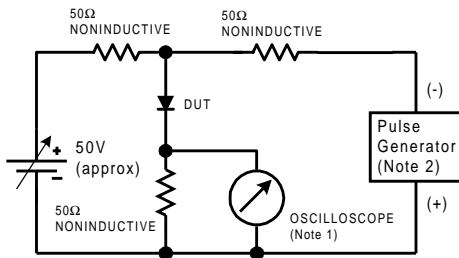 50Ω
NONINDUCTIVE
50Ω
NONINDUCTIVE
DUT
(-)
Pulse
Generator
(Note 2)
(+)
+
50V
(approx)
-
50Ω
NONINDUCTIVE
OSCILLOSCOPE
(Note 1)